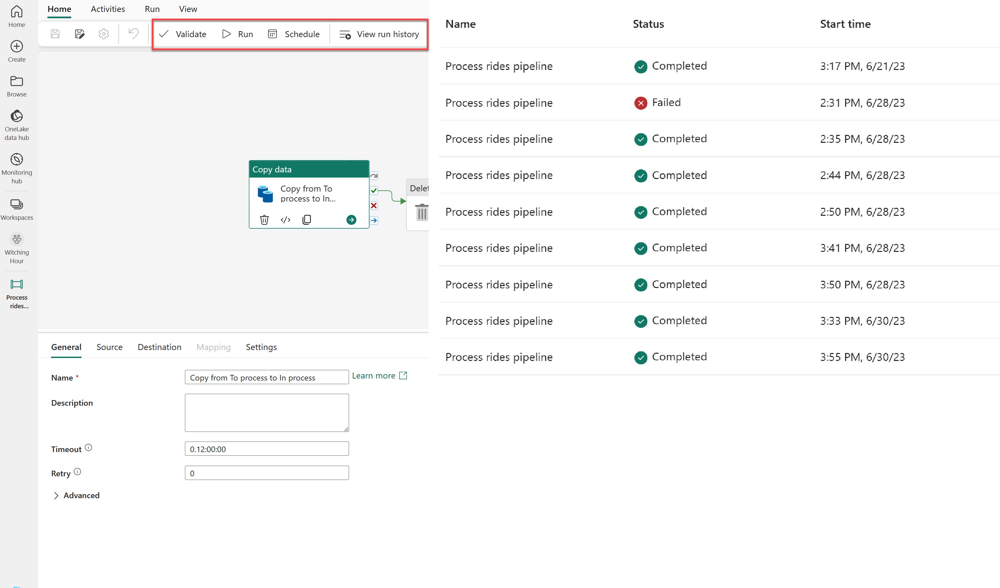 Home
Create
Browse
OneLake
data hub
Monitoring
hub
Workspaces
Witching
Hour
Process
rides...
Home Activities Run View
Validate Run Schedule View run history
Copy data
Copy from To
process to In...
Delet
General Source Destination Mapping Settings
Name * Copy from To process to In process Learn more
Description
Timeout 0.12:00:00
Retry 0
Advanced
Name Status Start time
Process rides pipeline Completed 3:17 PM, 6/21/23
Process rides pipeline Failed 2:31 PM, 6/28/23
Process rides pipeline Completed 2:35 PM, 6/28/23
Process rides pipeline Completed 2:44 PM, 6/28/23
Process rides pipeline Completed 2:50 PM, 6/28/23
Process rides pipeline Completed 3:41 PM, 6/28/23
Process rides pipeline Completed 3:50 PM, 6/28/23
Process rides pipeline Completed 3:33 PM, 6/30/23
Process rides pipeline Completed 3:55 PM, 6/30/23